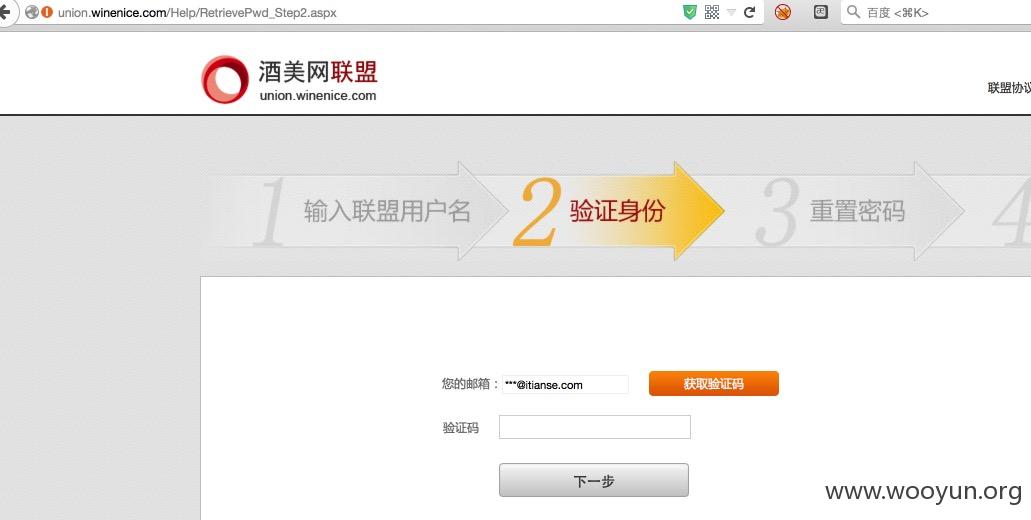 union.winenice.com/Help/RetrievePwd_Step2.aspx
百度 <⌘K>
酒美网联盟
union.winenice.com
联盟协议
1 输入联盟用户名 2 验证身份 3 重置密码 4
您的邮箱： ***@itianse.com 获取验证码
验证码
下一步
www.wooyun.org